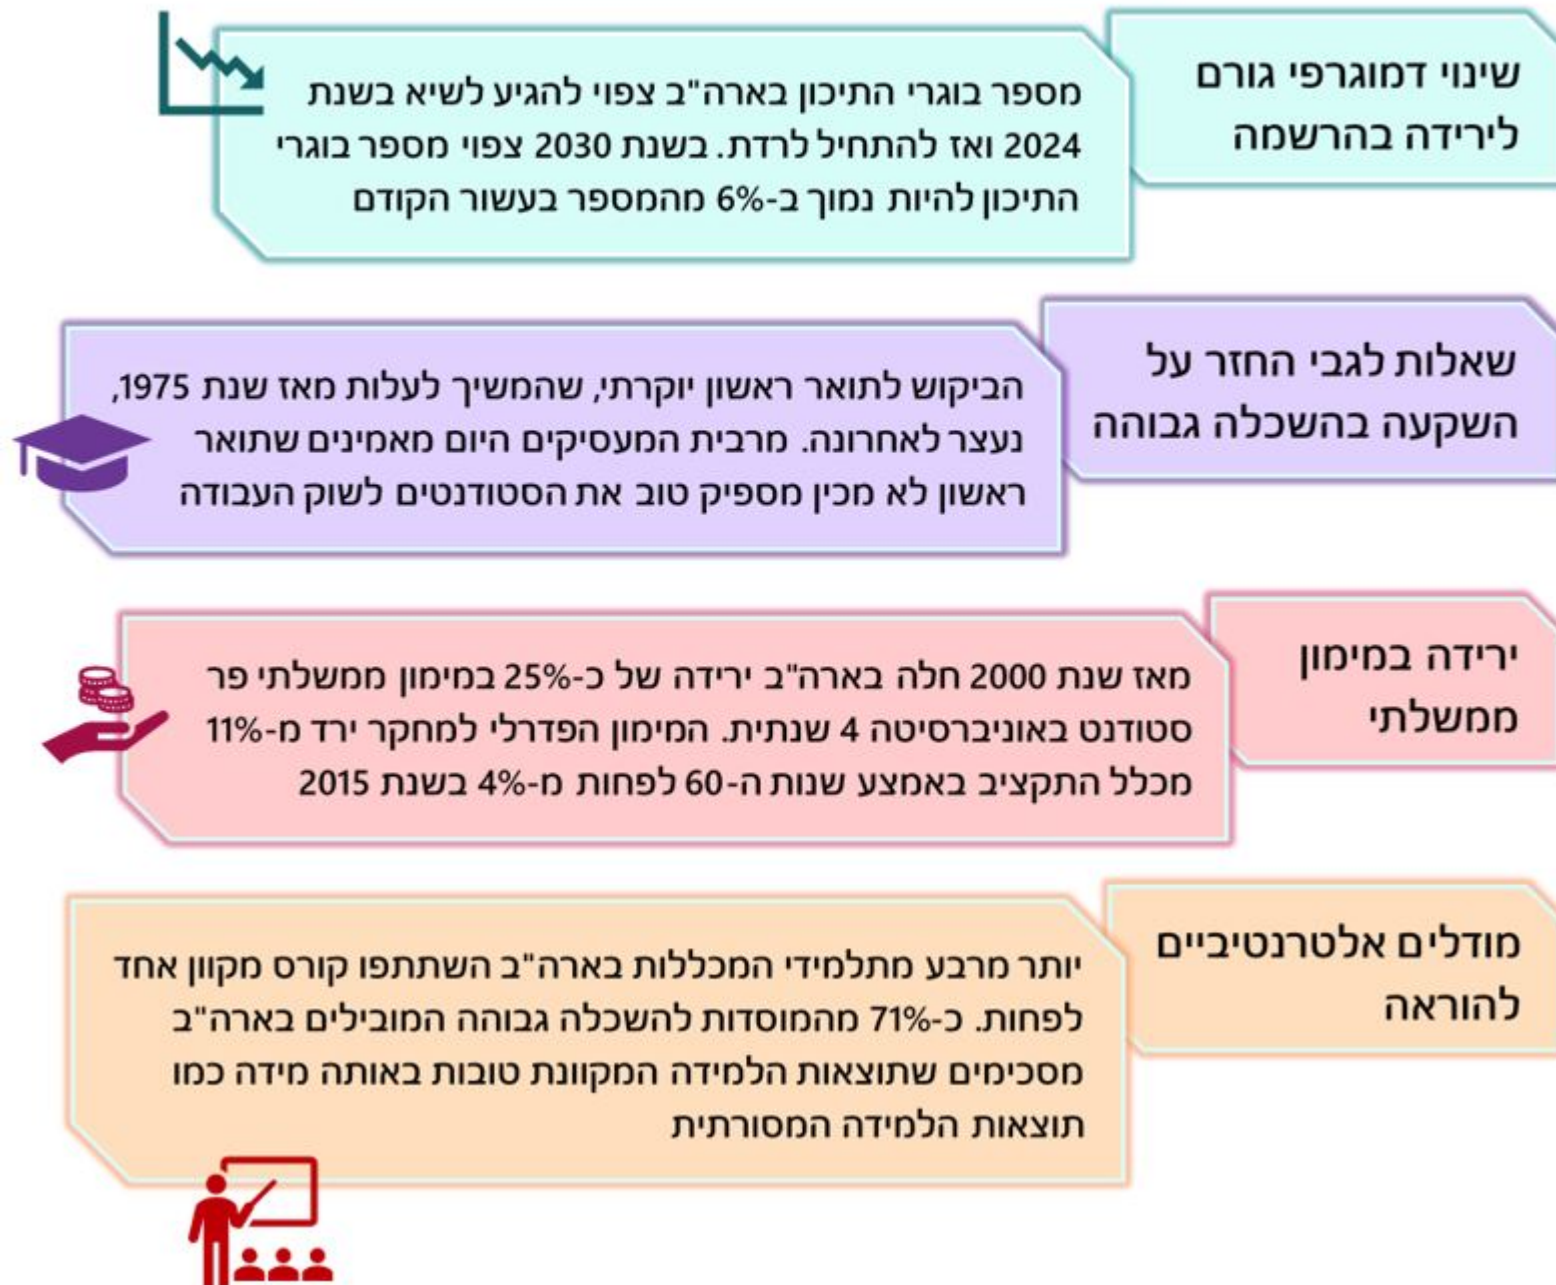 שינוי דמוגרפי גורם
לירידה בהרשמה
מספר בוגרי התיכון בארה"ב צפוי להגיע לשיא בשנת
2024 ואז להתחיל לרדת. בשנת 2030 צפוי מספר בוגרי
התיכון להיות נמוך ב-6% מהמספר בעשור הקודם
שאלות לגבי החזר על
השקעה בהשכלה גבוהה
הביקוש לתואר ראשון יוקרתי, שהמשיך לעלות מאז שנת 1975,
נעצר לאחרונה. מרבית המעסיקים היום מאמינים שתואר
ראשון לא מכין מספיק טוב את הסטודנטים לשוק העבודה
ירידה במימון
ממשלתי
מאז שנת 2000 חלה בארה"ב ירידה של כ-25% במימון ממשלתי פר
סטודנט באוניברסיטה 4 שנתית. המימון הפדרלי למחקר ירד מ-11%
מכלל התקציב באמצע שנות ה-60 לפחות מ-4% בשנת 2015
מודלים אלטרנטיביים
להוראה
יותר מרבע מתלמידי המכללות בארה"ב השתתפו קורס מקוון אחד
לפחות. כ-71% מהמוסדות להשכלה גבוהה המובילים בארה"ב
מסכימים שתוצאות הלמידה המקוונת טובות באותה מידה כמו
תוצאות הלמידה המסורתית